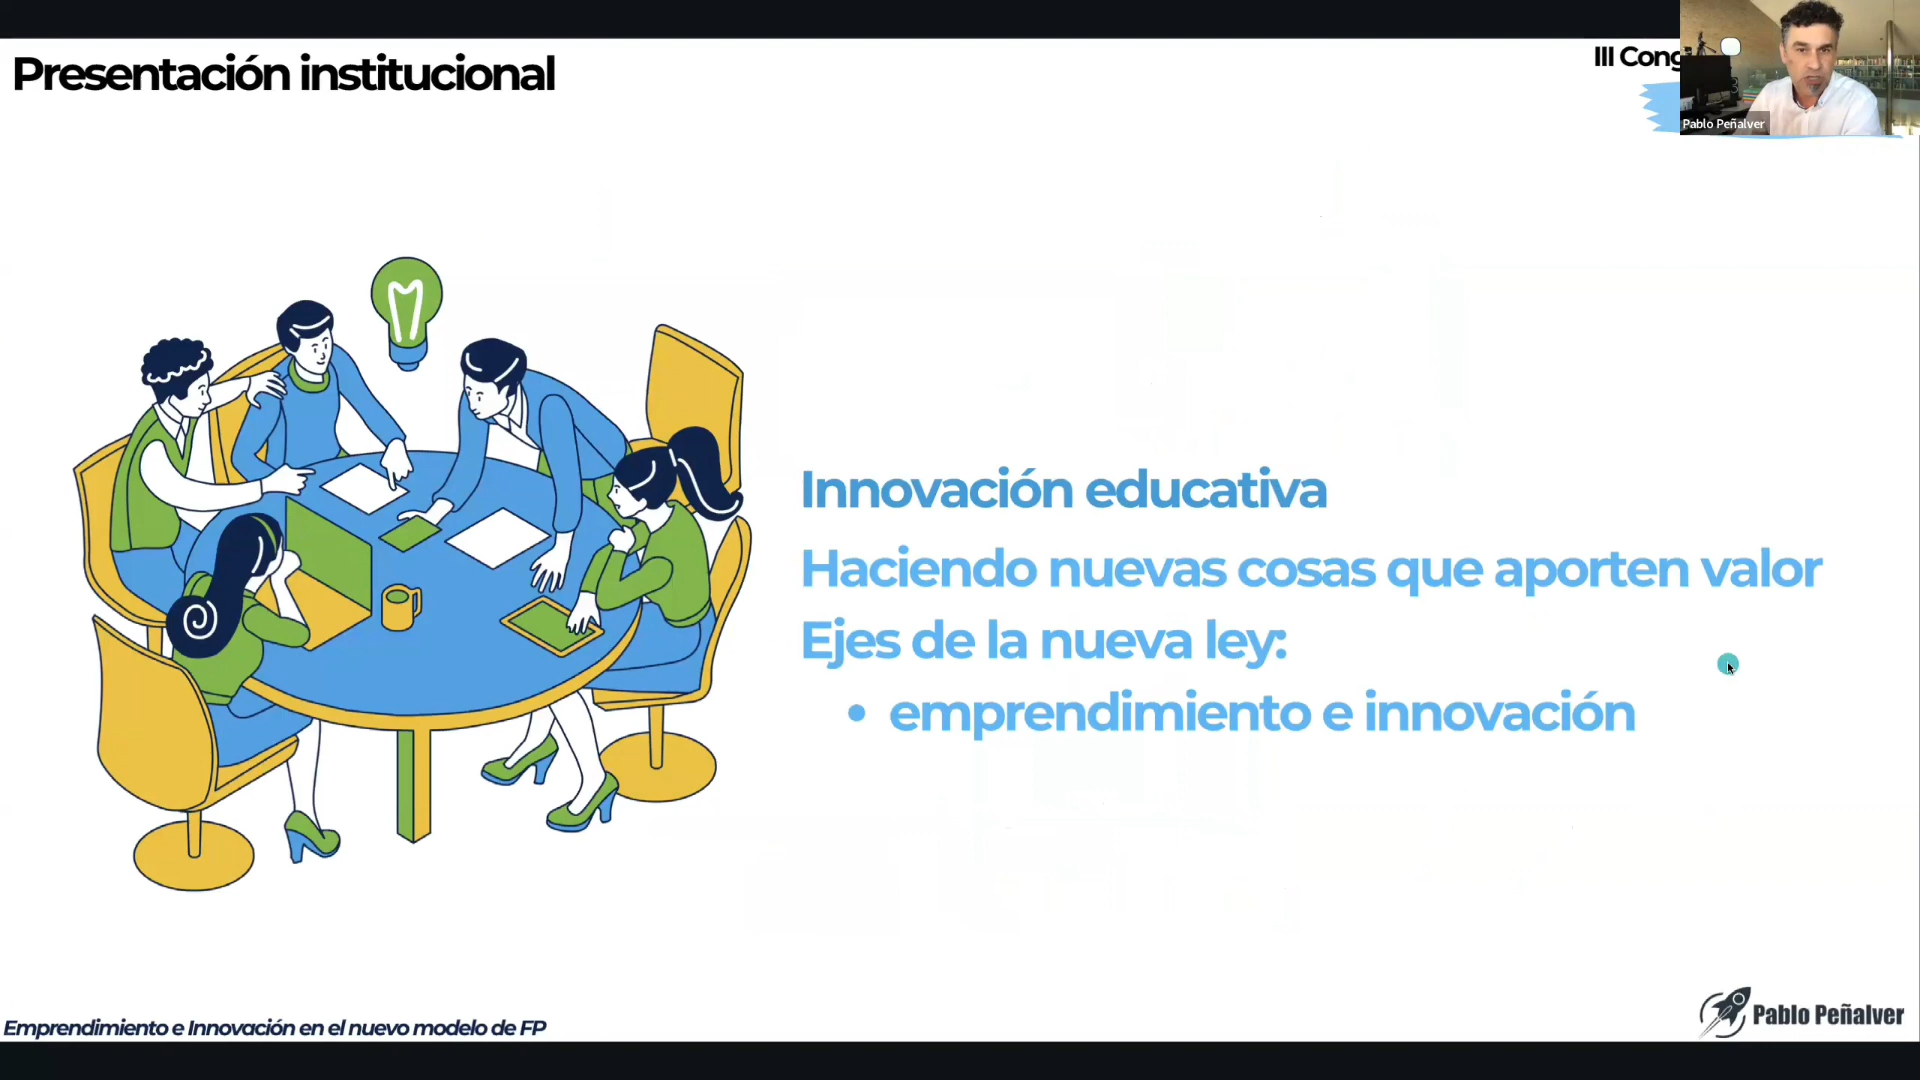 Presentación institucional
III Cong
Pablo Peñalver
Innovación educativa
Haciendo nuevas cosas que aporten valor
Ejes de la nueva ley:
• emprendimiento e innovación
Emprendimiento e Innovación en el nuevo modelo de FP
Pablo Peñalver